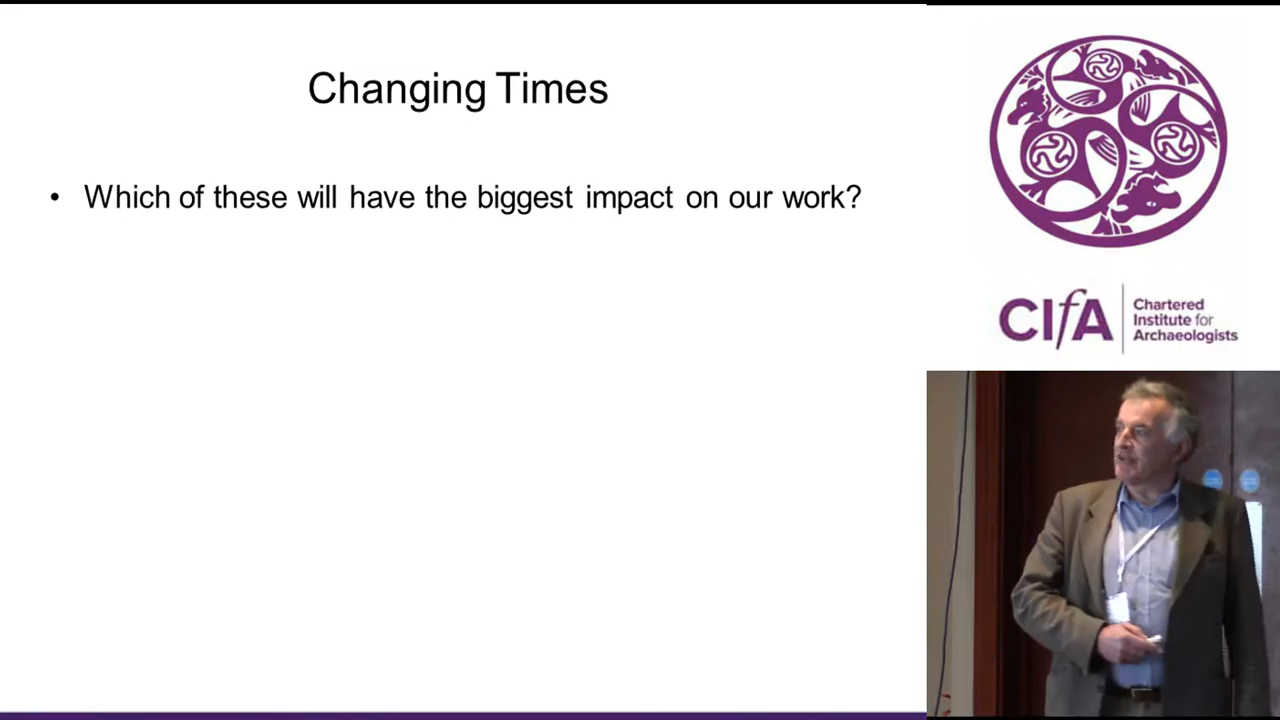 Changing Times
• Which of these will have the biggest impact on our work?
CIfA
Chartered
Institute for
Archaeologists